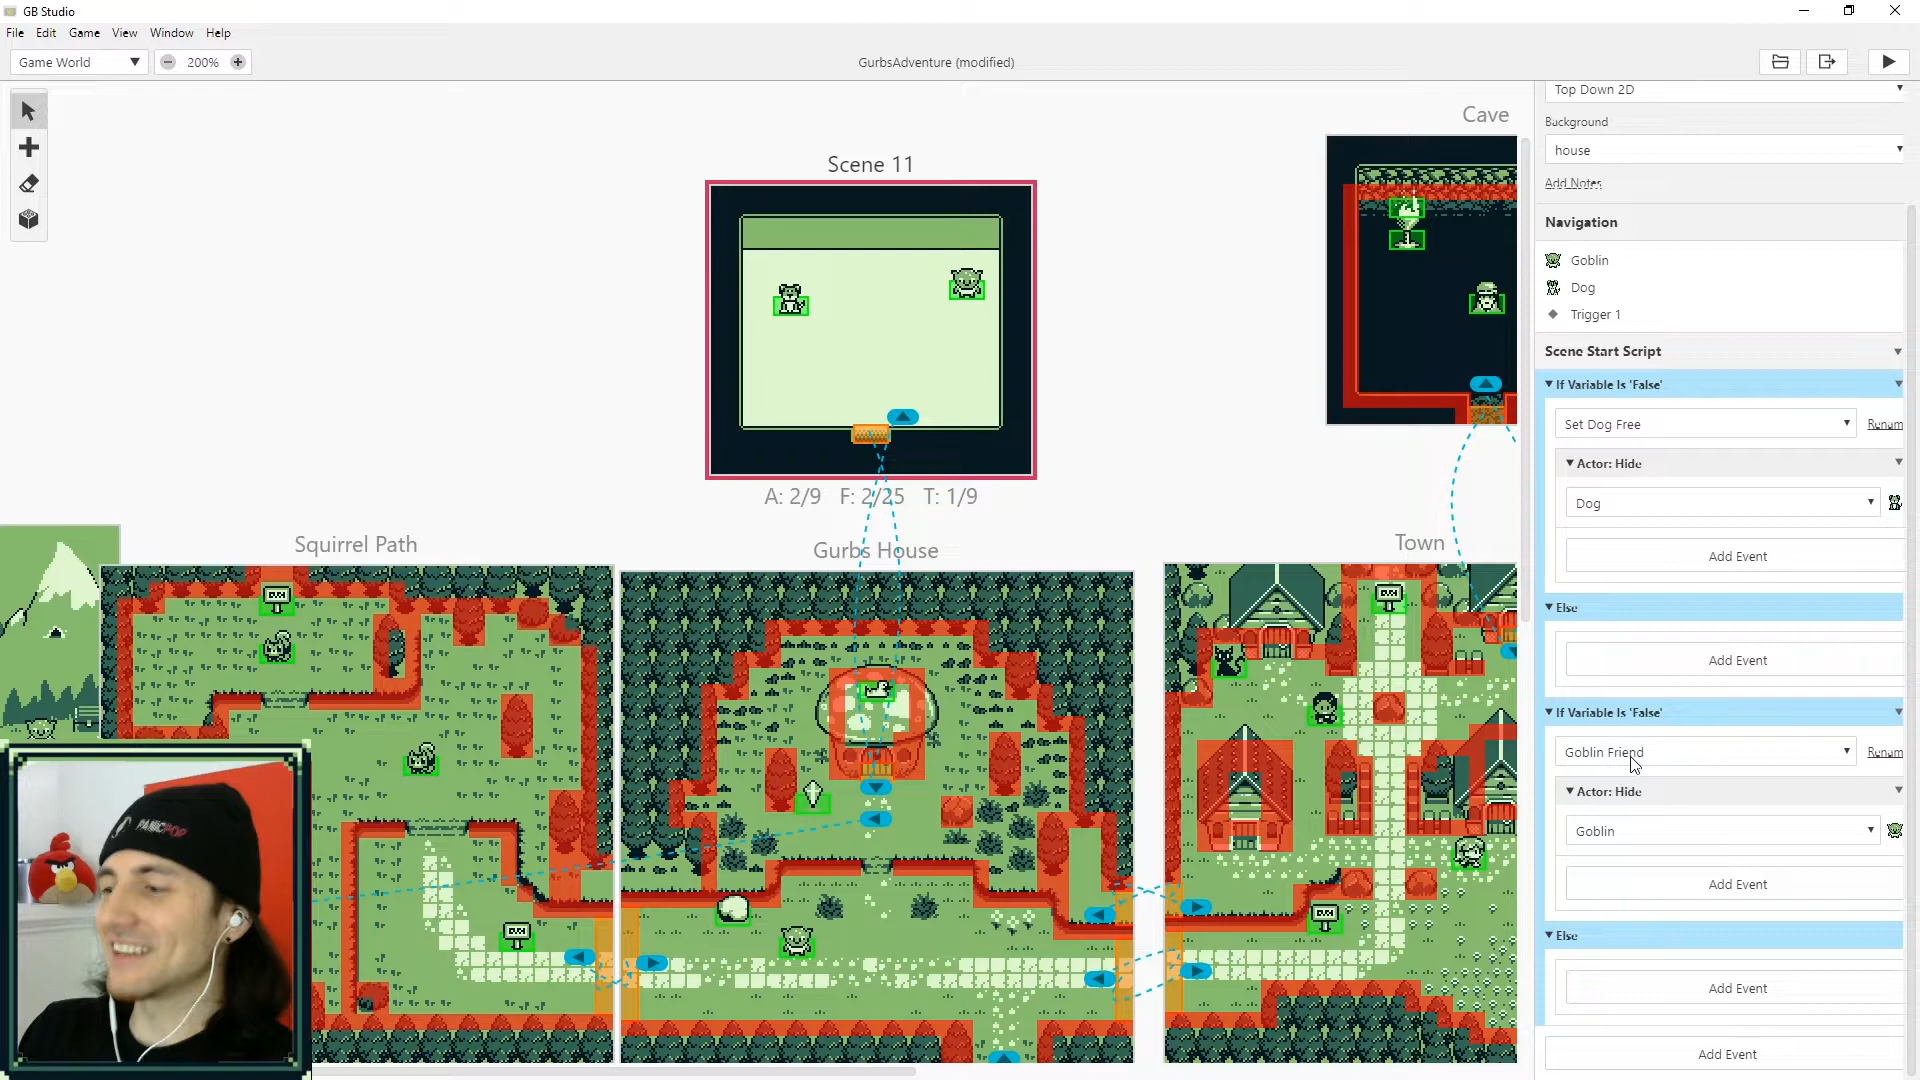 GB Studio
File Edit Game View Window Help
Game World 200% GurbsAdventure (modified)
Top Down 2D
Background
house
Add Notes
Navigation
Goblin
Dog
Trigger 1
Scene Start Script
If Variable Is 'False'
Set Dog Free Renam
Actor: Hide
Dog
Add Event
Else
Add Event
If Variable Is 'False'
Goblin Friend Renam
Actor: Hide
Goblin
Add Event
Else
Add Event
Add Event
Cave
Scene 11
A: 2/9 F: 2/25 T: 1/9
Squirrel Path
Gurbs House
Town
PANICPOP